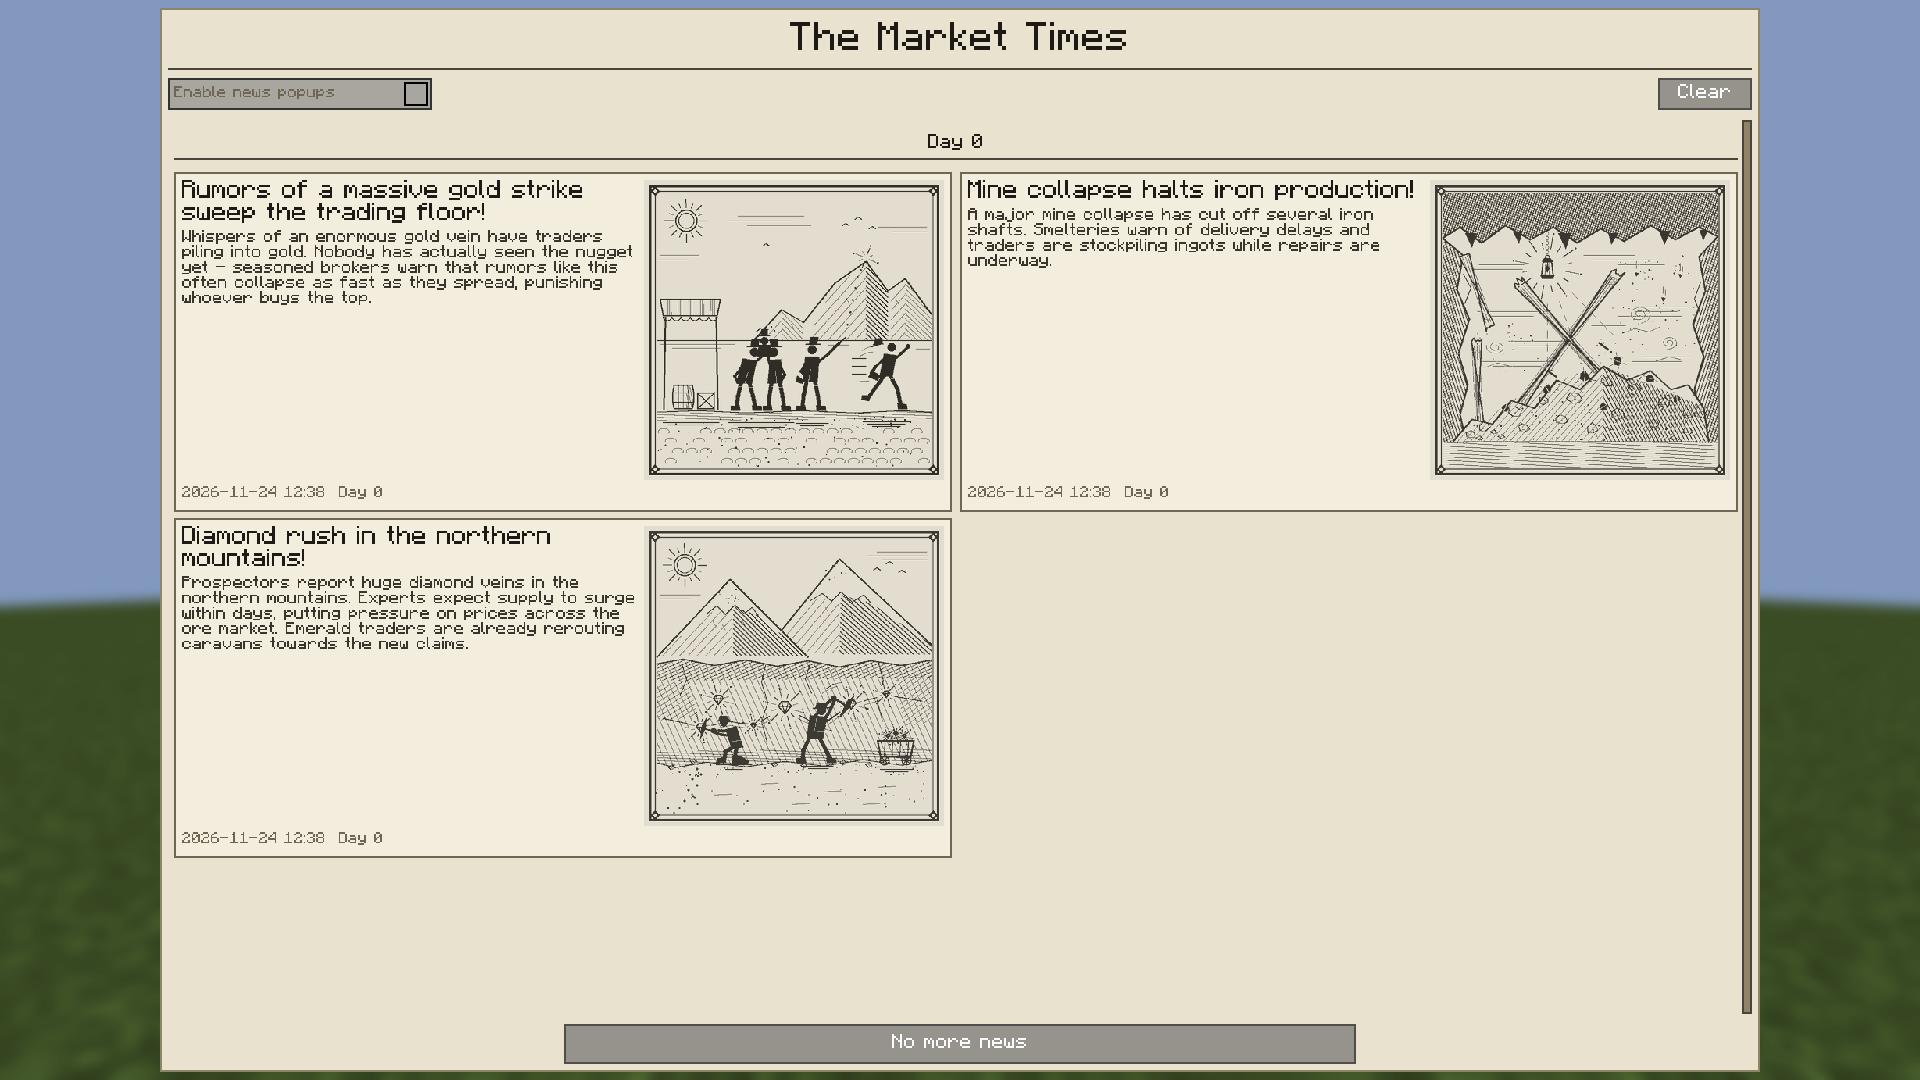 The Market Times
Enable news popups
Clear
Day 0
Rumors of a massive gold strike
sweep the trading floor!
Whispers of an enormous gold vein have traders
piling into gold. Nobody has actually seen the nugget
yet – seasoned brokers warn that rumors like this
often collapse as fast as they spread, punishing
whoever buys the top.
2026-11-24 12:38 Day 0
Mine collapse halts iron production!
A major mine collapse has cut off several iron
shafts. Smelteries warn of delivery delays and
traders are stockpiling ingots while repairs are
underway.
2026-11-24 12:38 Day 0
Diamond rush in the northern
mountains!
Prospectors report huge diamond veins in the
northern mountains. Experts expect supply to surge
within days, putting pressure on prices across the
ore market. Emerald traders are already rerouting
caravans towards the new claims.
2026-11-24 12:38 Day 0
No more news